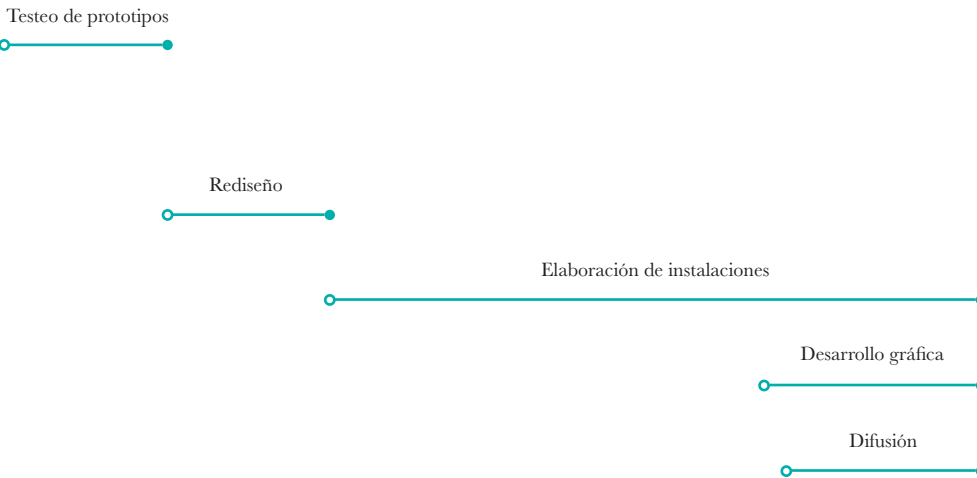 Testeo de prototipos
Rediseño
Elaboración de instalaciones
Desarrollo gráfica
Difusión